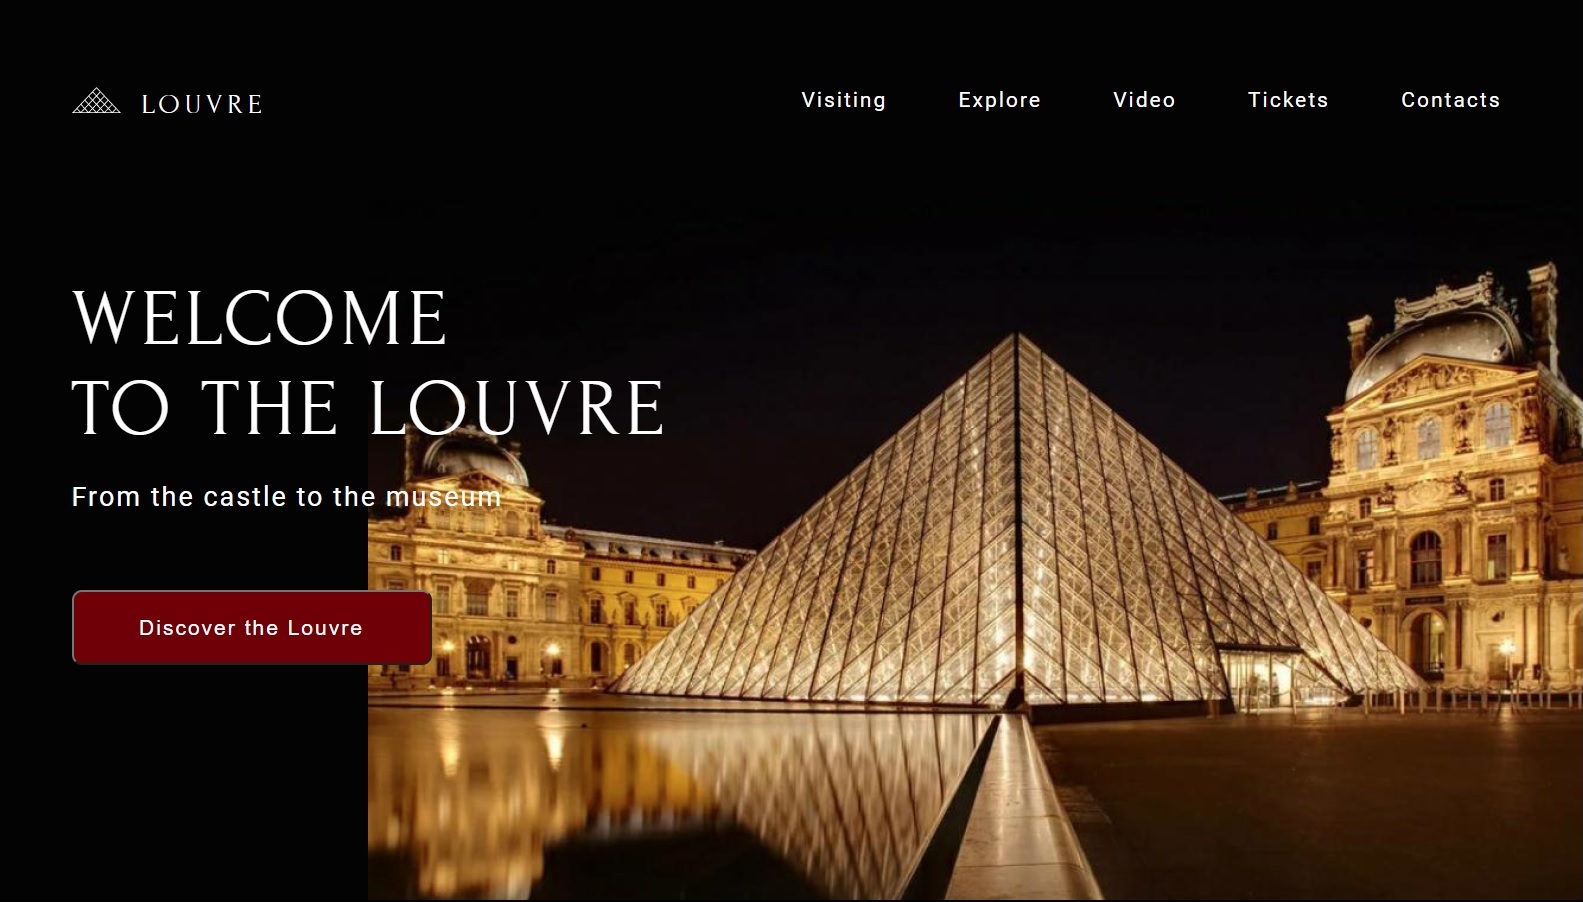 LOUVRE
Visiting
Explore
Video
Tickets
Contacts
WELCOME
TO THE LOUVRE
From the castle to the museum
Discover the Louvre